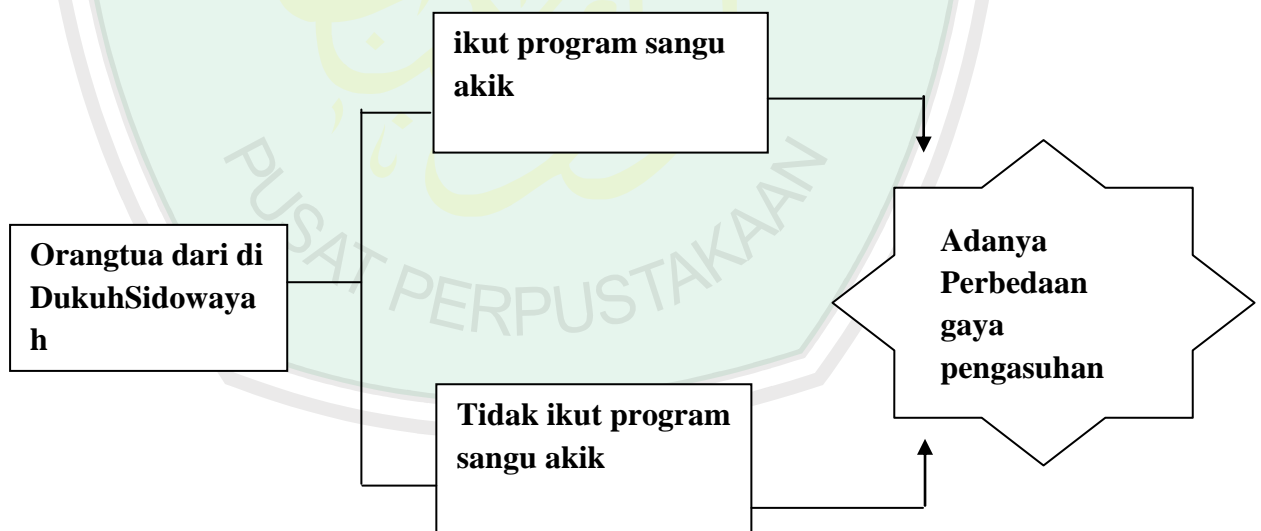 ikut program sangu
akik
Orangtua dari di
DukuhSidowaya
h
Adanya
Perbedaan
gaya
pengasuhan
Tidak ikut program
sangu akik
PUSAT PERPUSTAKAAN